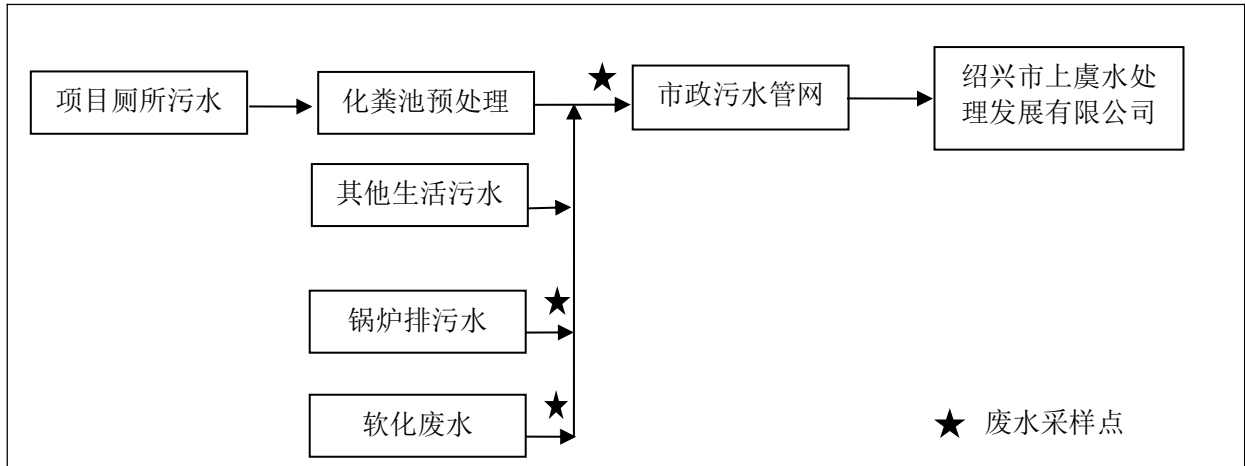 项目厕所污水
化粪池预处理
市政污水管网
绍兴市上虞水处
理发展有限公司
其他生活污水
锅炉排污水
软化废水
废水采样点